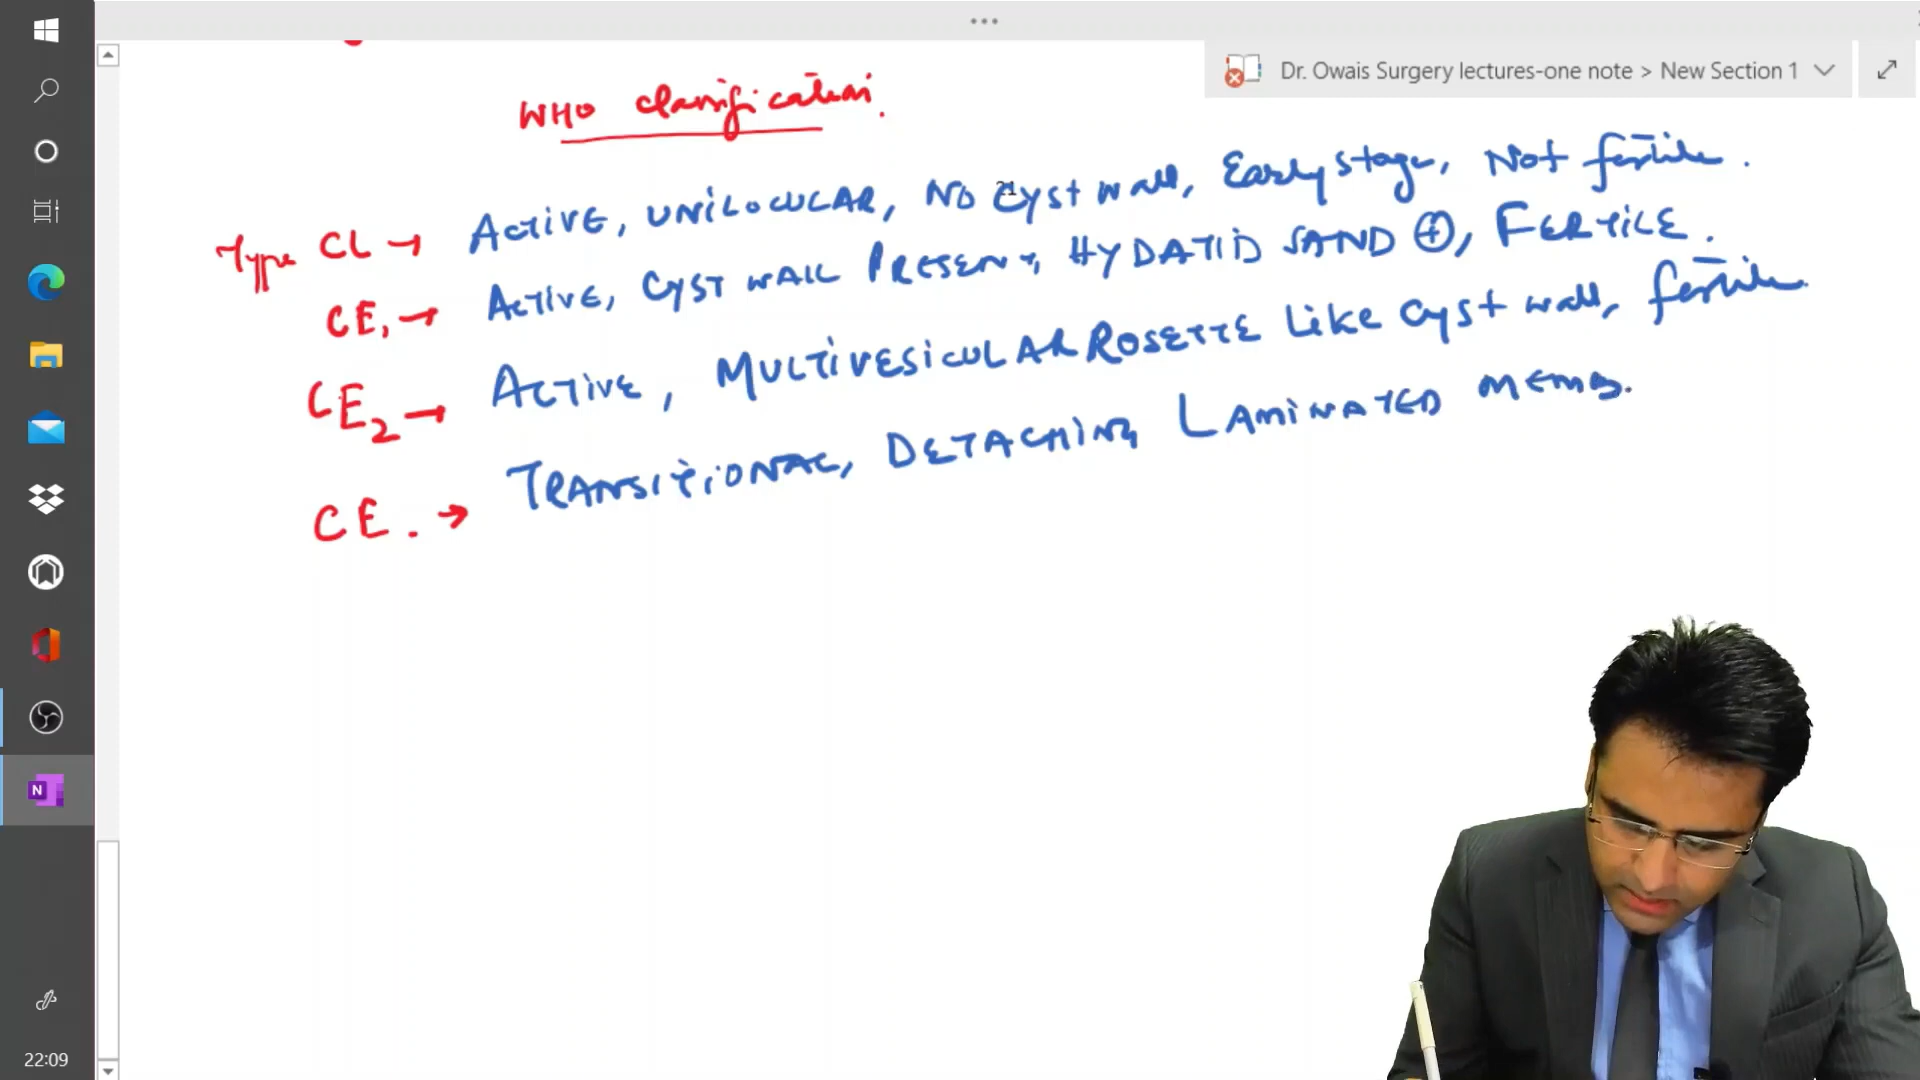 Dr. Owais Surgery lectures-one note > New Section 1
WHO classification.
Type CL → ACTIVE, UNILOCULAR, NO Cyst wall, Early stage, Not fertile.
21
CE1 → ACTIVE, CYST WALL PRESENT, HYDATID SAND ⊕, FERTILE.
CE2 → ACTIVE, MULTIVESICULAR ROSETTE Like cyst wall, fertile
CE. → TRANSITIONAL, DETACHING LAMINATED
22:09